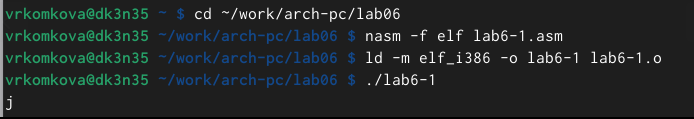 vrkomkova@dk3n35 ~ $ cd ~/work/arch-pc/lab06
vrkomkova@dk3n35 ~/work/arch-pc/lab06 $ nasm -f elf lab6-1.asm
vrkomkova@dk3n35 ~/work/arch-pc/lab06 $ ld -m elf_i386 -o lab6-1 lab6-1.o
vrkomkova@dk3n35 ~/work/arch-pc/lab06 $ ./lab6-1
j